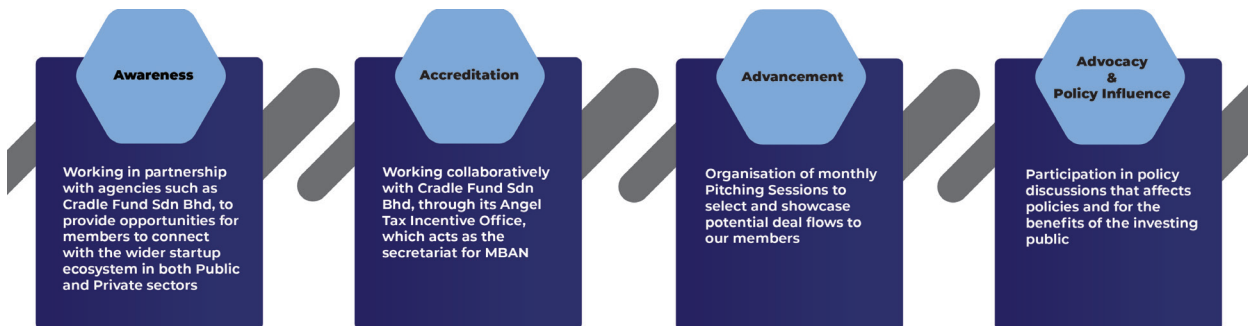 Awareness
Working in partnership
with agencies such as
Cradle Fund Sdn Bhd, to
provide opportunities for
members to connect
with the wider startup
ecosystem in both Public
and Private sectors
Accreditation
Working collaboratively
with Cradle Fund Sdn
Bhd, through its Angel
Tax Incentive Office,
which acts as the
secretariat for MBAN
Advancement
Organisation of monthly
Pitching Sessions to
select and showcase
potential deal flows to
our members
Advocacy
&
Policy Influence
Participation in policy
discussions that affects
policies and for the
benefits of the investing
public